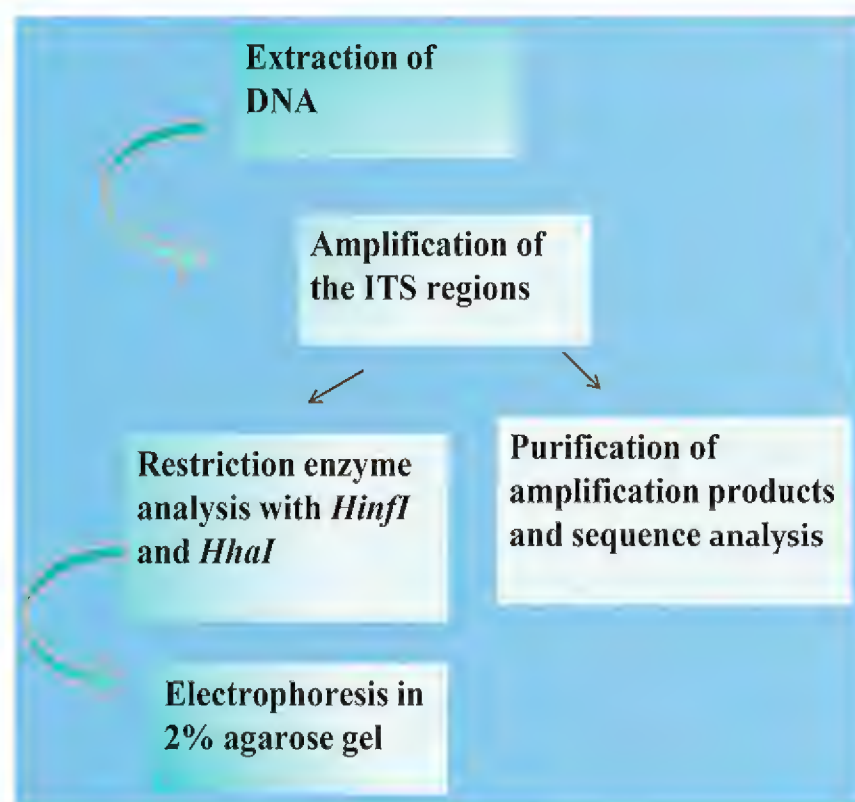 Extraction of
DNA
Amplification of
the ITS regions
Restriction enzyme
analysis with HinfI
and HhaI
Purification of
amplification products
and sequence analysis
Electrophoresis in
2% agarose gel